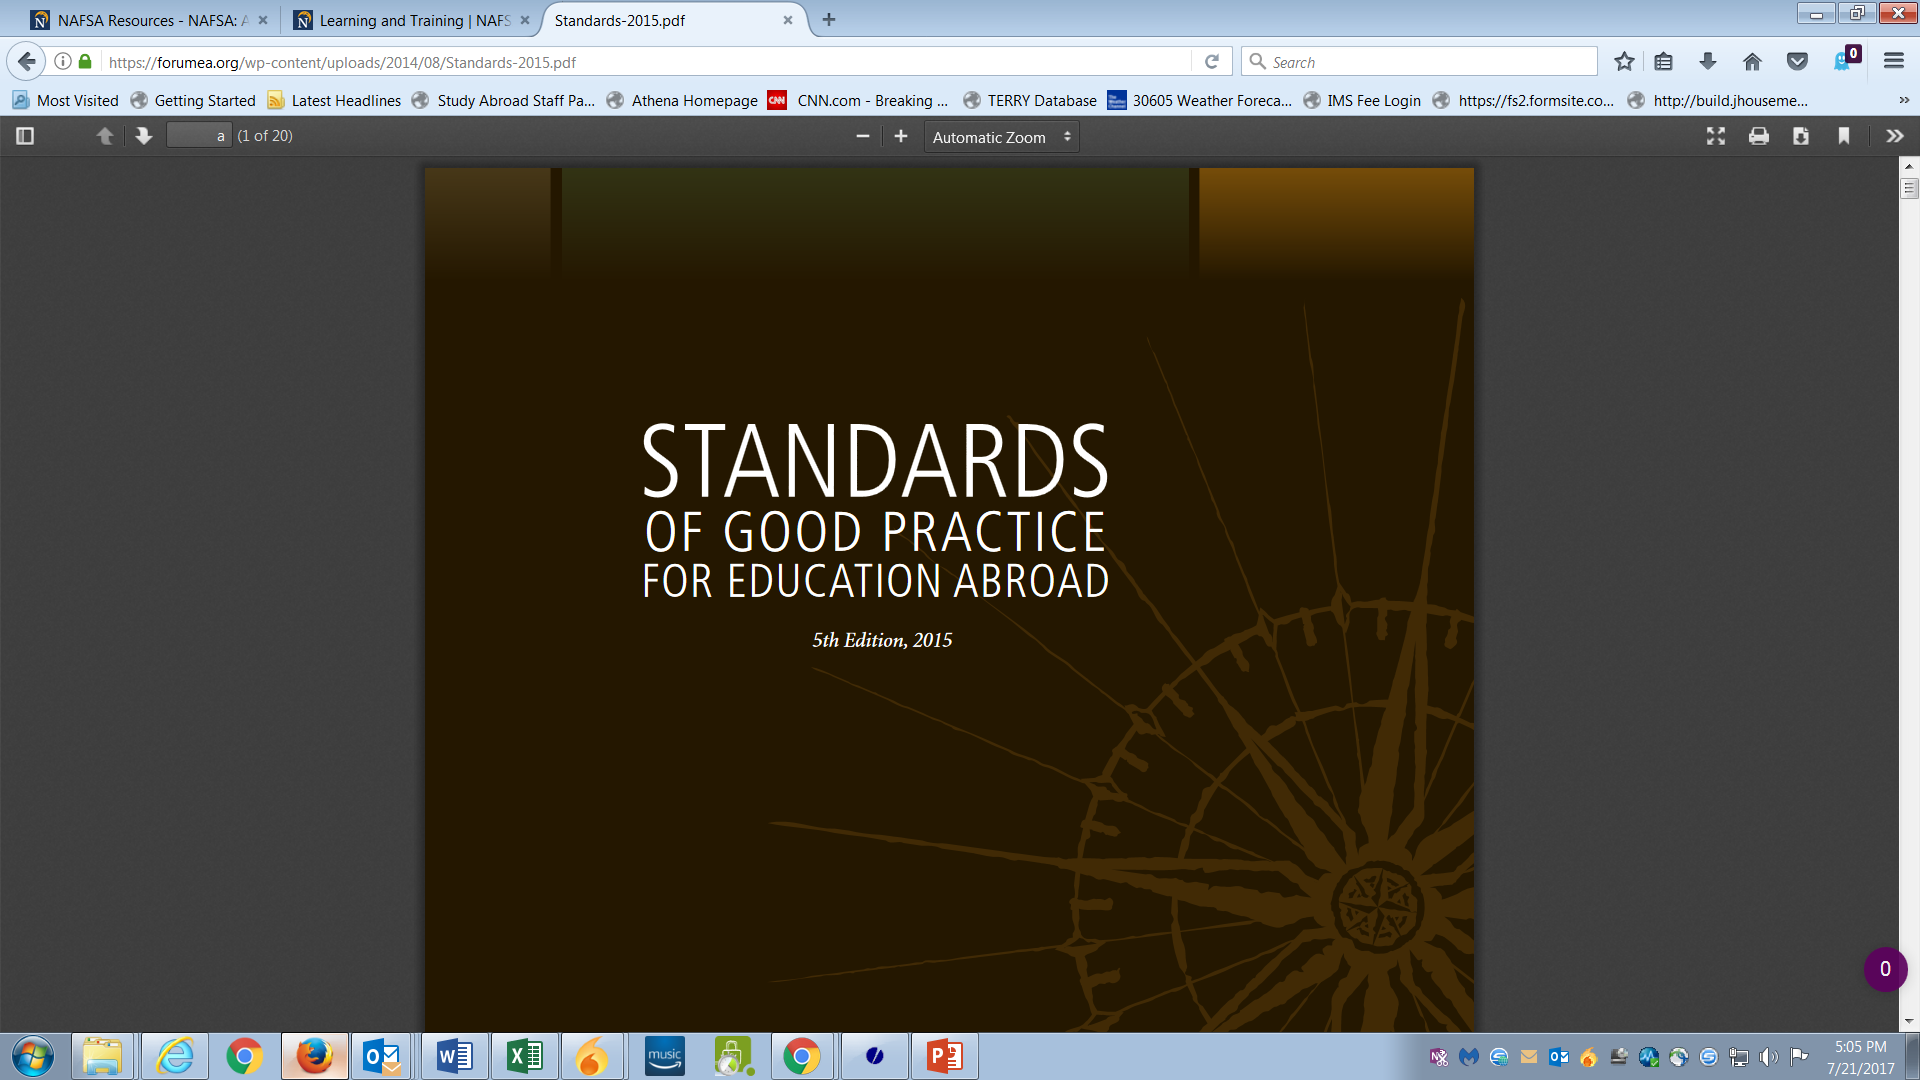 NAFSA Resources - NAFSA: A
Learning and Training | NAFS
Standards-2015.pdf
https://forumea.org/wp-content/uploads/2014/08/Standards-2015.pdf
Search
0
Most Visited
Getting Started
Latest Headlines
Study Abroad Staff Pa...
Athena Homepage
CNN
CNN.com - Breaking ...
TERRY Database
30605 Weather Foreca...
IMS Fee Login
https://fs2.formsite.co...
http://build.jhouseme...
a
(1 of 20)
Automatic Zoom
STANDARDS
OF GOOD PRACTICE
FOR EDUCATION ABROAD
5th Edition, 2015
0
music
5:05 PM
7/21/2017